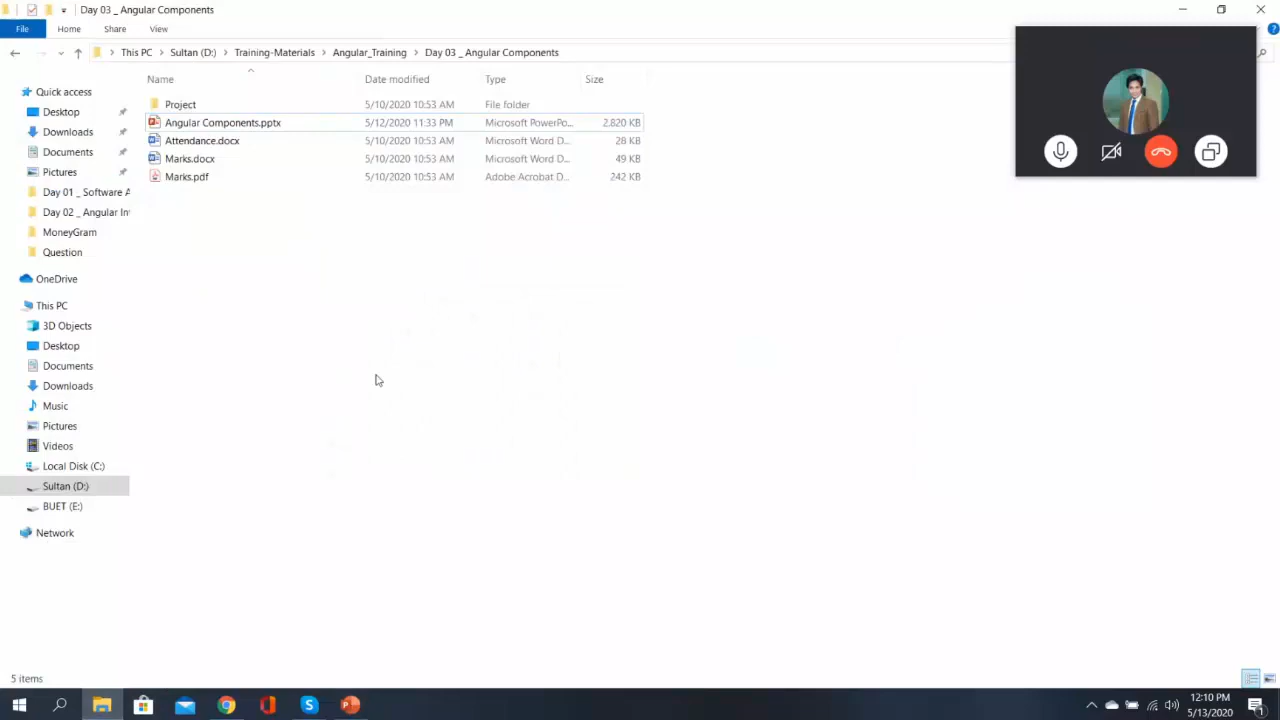 Day 03 _ Angular Components
File Home Share View
This PC Sultan (D:) Training-Materials Angular_Training Day 03 _ Angular Components
Name Date modified Type Size
Project 5/10/2020 10:53 AM File folder
Angular Components.pptx 5/12/2020 11:33 PM Microsoft PowerPo... 2,820 KB
Attendance.docx 5/10/2020 10:53 AM Microsoft Word D... 28 KB
Marks.docx 5/10/2020 10:53 AM Microsoft Word D... 49 KB
Marks.pdf 5/10/2020 10:53 AM Adobe Acrobat D... 242 KB
Quick access
Desktop
Downloads
Documents
Pictures
Day 01 _ Software A
Day 02 _ Angular Int
MoneyGram
Question
OneDrive
This PC
3D Objects
Desktop
Documents
Downloads
Music
Pictures
Videos
Local Disk (C:)
Sultan (D:)
BUET (E:)
Network
5 items
12:10 PM
5/13/2020
1